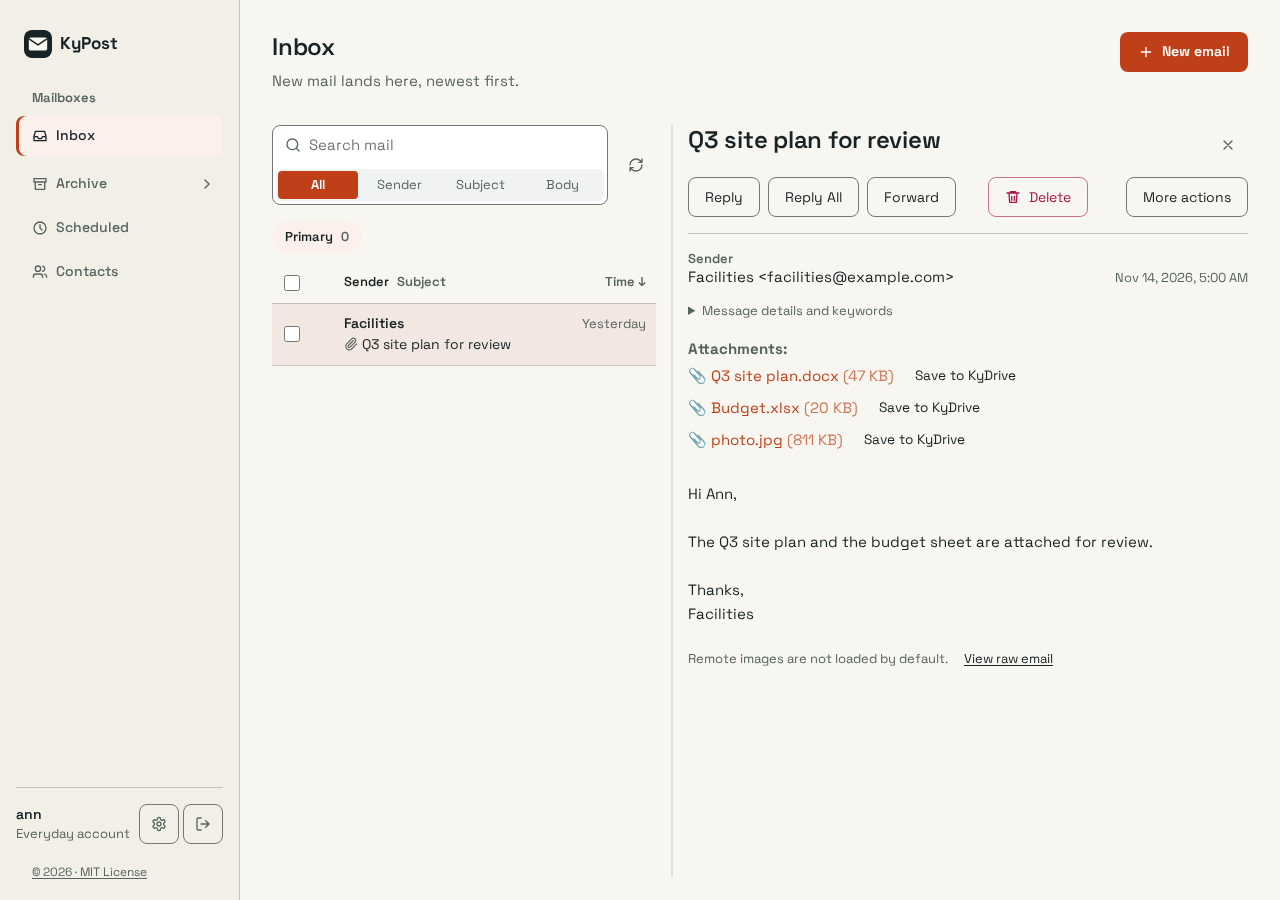 KyPost
Mailboxes
Inbox
Archive
Scheduled
Contacts
ann
Everyday account
© 2026 · MIT License
Inbox
New mail lands here, newest first.
New email
Search mail
All Sender Subject Body
Primary 0
Sender Subject Time ↓
Facilities Yesterday
Q3 site plan for review
Q3 site plan for review
Reply Reply All Forward Delete More actions
Sender
Facilities <facilities@example.com> Nov 14, 2026, 5:00 AM
Message details and keywords
Attachments:
Q3 site plan.docx (47 KB) Save to KyDrive
Budget.xlsx (20 KB) Save to KyDrive
photo.jpg (811 KB) Save to KyDrive
Hi Ann,
The Q3 site plan and the budget sheet are attached for review.
Thanks,
Facilities
Remote images are not loaded by default. View raw email